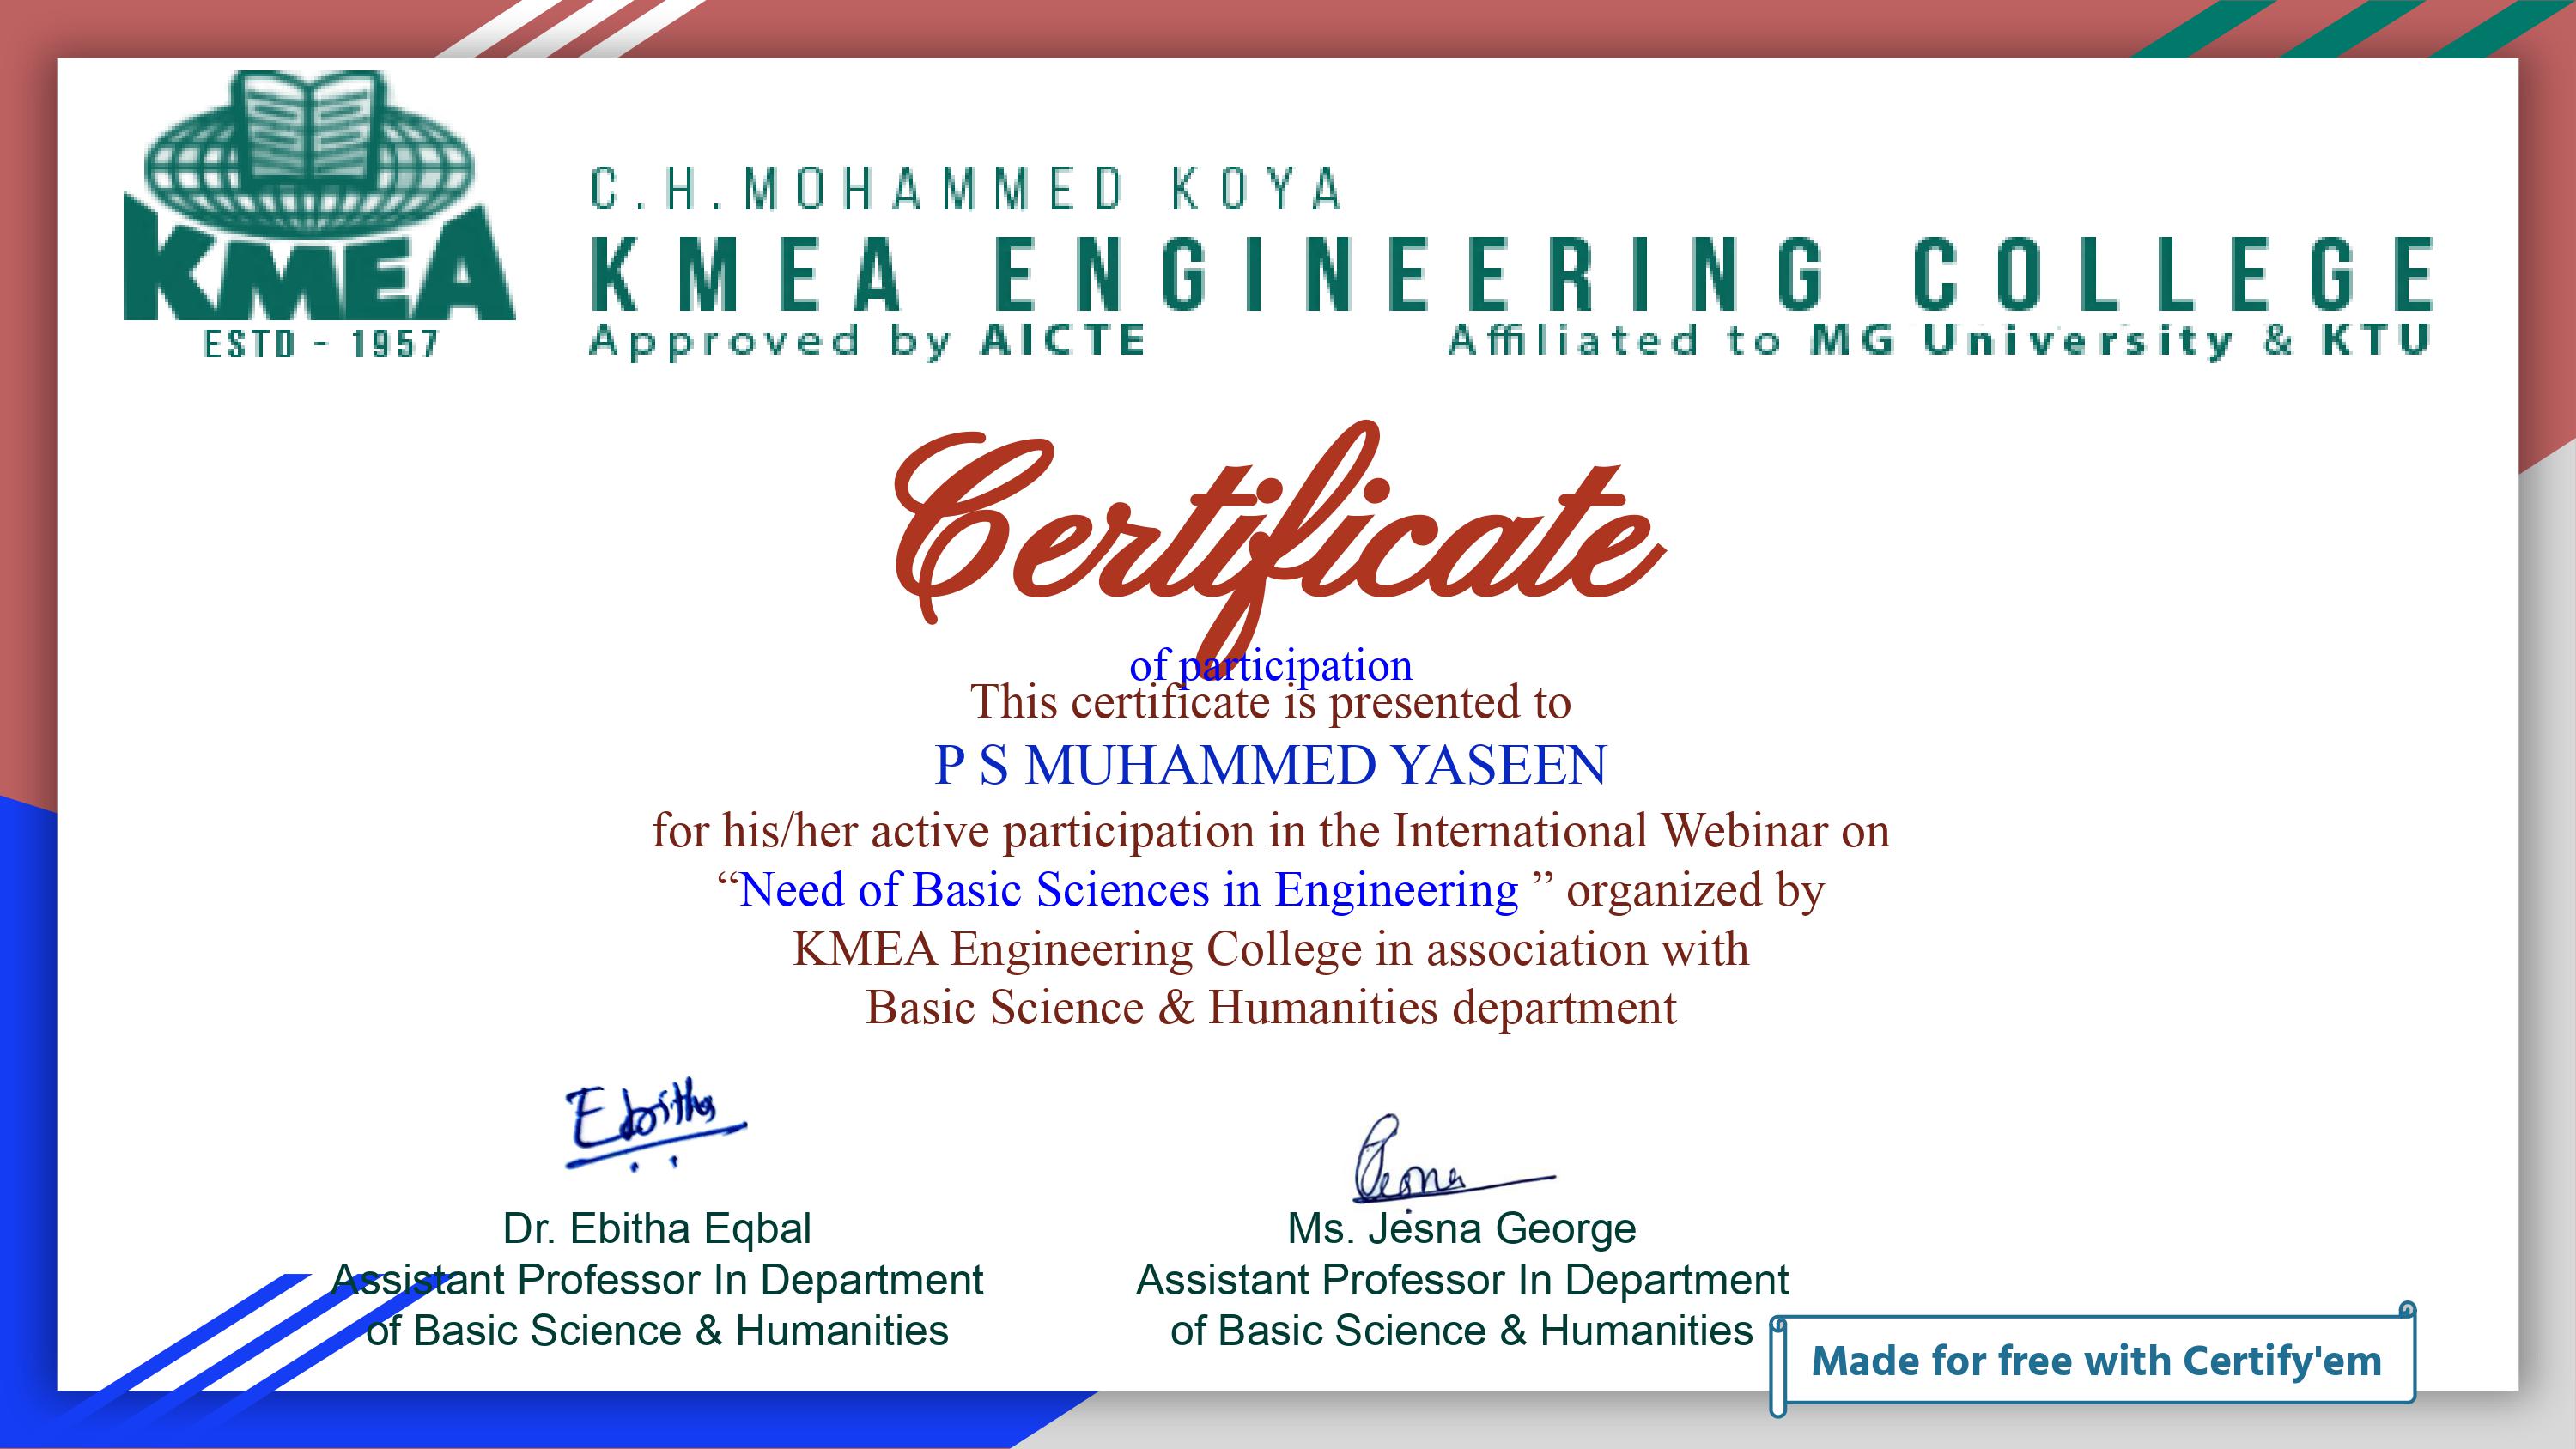 KMEA
ESTD - 1957
C.H.MOHAMMED KOYA
KMEA ENGINEERING COLLEGE
Approved by AICTE Affiliated to MG University & KTU
Certificate
of participation
This certificate is presented to
P S MUHAMMED YASEEN
for his/her active participation in the International Webinar on
“Need of Basic Sciences in Engineering ” organized by
KMEA Engineering College in association with
Basic Science & Humanities department
Ebitha
Jesna
Dr. Ebitha Eqbal
Assistant Professor In Department
of Basic Science & Humanities
Ms. Jesna George
Assistant Professor In Department
of Basic Science & Humanities
Made for free with Certify'em